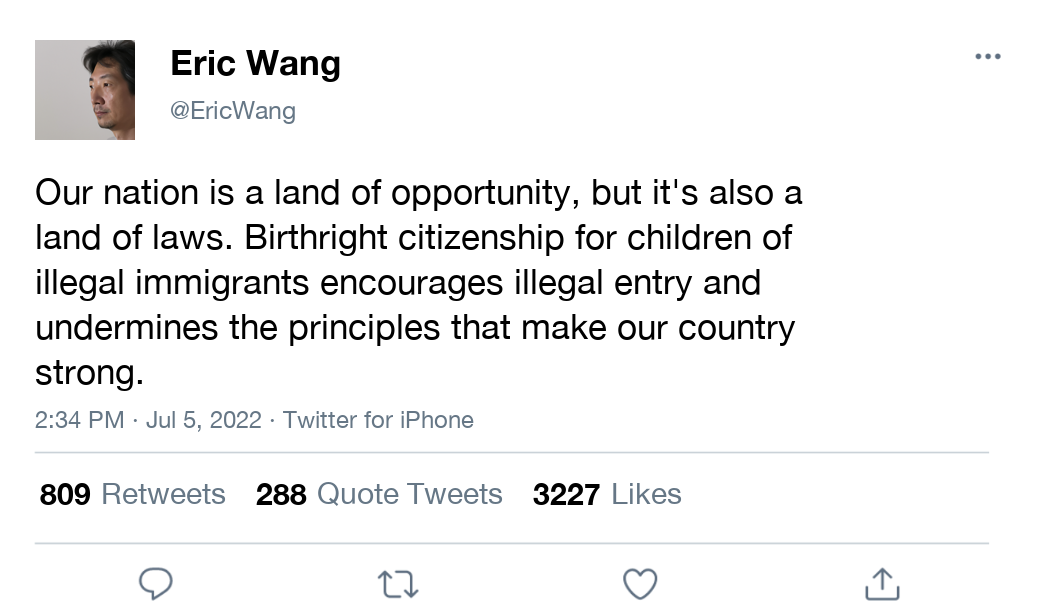 Eric Wang
@EricWang
Our nation is a land of opportunity, but it's also a
land of laws. Birthright citizenship for children of
illegal immigrants encourages illegal entry and
undermines the principles that make our country
strong.
2:34 PM · Jul 5, 2022 · Twitter for iPhone
809 Retweets 288 Quote Tweets 3227 Likes